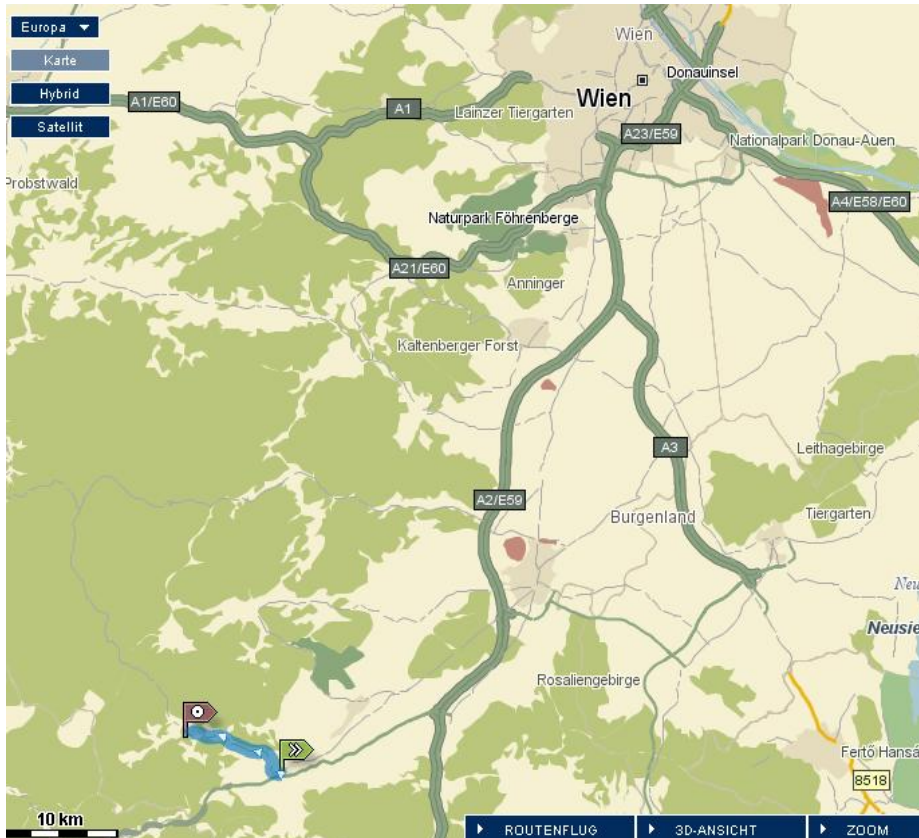 Europa
Karte
Hybrid
Satellit
Wien
Donauinsel
Wien
A1/E60
A1
Lainzer Tiergarten
A23/E59
Nationalpark Donau-Auen
Probstwald
A4/E58/E60
Naturpark Föhrenberge
A21/E60
Anninger
Kaltenberger Forst
A3
Leithagebirge
A2/E59
Burgenland
Tiergarten
Neu
Neusie
Rosaliengebirge
Fertő Hansá
8518
10 km
ROUTENFLUG
3D-ANSICHT
ZOOM